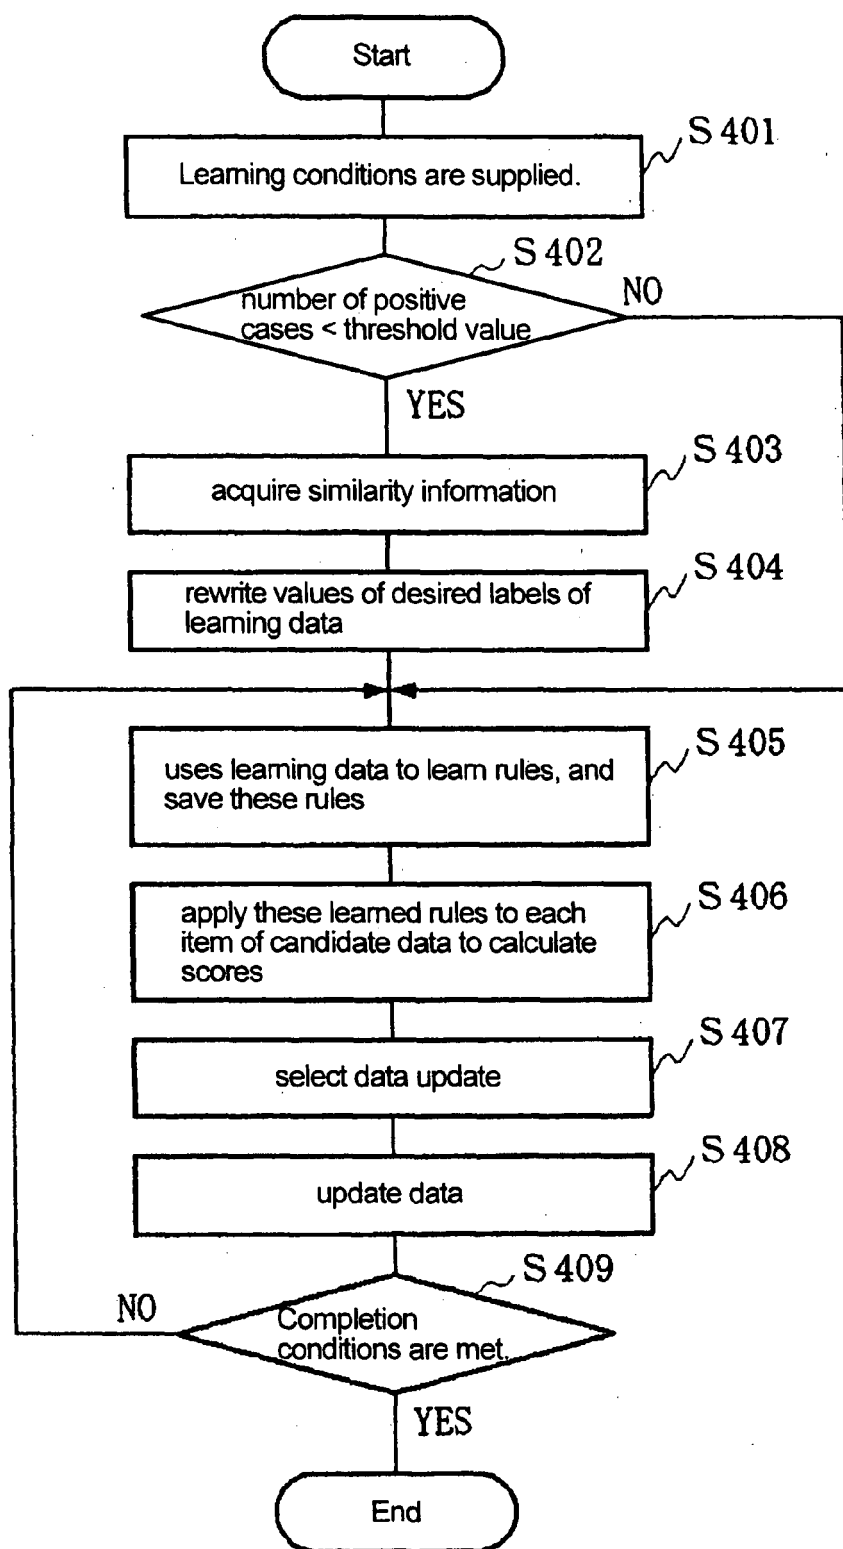 Start
S 401
Learning conditions are supplied.
S 402
number of positive
cases < threshold value
NO
YES
S 403
acquire similarity information
S 404
rewrite values of desired labels of
learning data
S 405
uses learning data to learn rules, and
save these rules
S 406
apply these learned rules to each
item of candidate data to calculate
scores
S 407
select data update
S 408
update data
S 409
NO
Completion
conditions are met.
YES
End